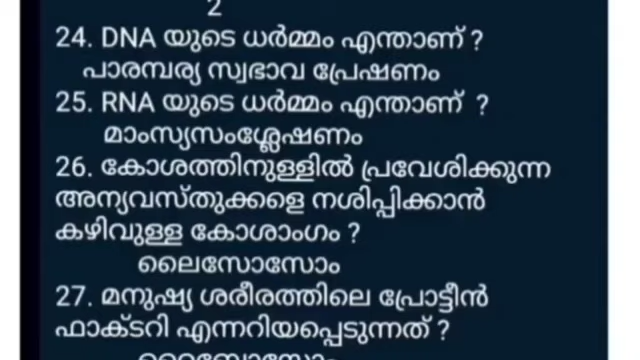 2
24. DNA യുടെ ധർമ്മം എന്താണ് ?
പാരമ്പര്യ സ്വഭാവ പ്രേഷണം
25. RNA യുടെ ധർമ്മം എന്താണ് ?
മാംസ്യസംശ്ലേഷണം
26. കോശത്തിനുള്ളിൽ പ്രവേശിക്കുന്ന
അന്യവസ്തുക്കളെ നശിപ്പിക്കാൻ
കഴിവുള്ള കോശാംഗം ?
ലൈസോസോം
27. മനുഷ്യ ശരീരത്തിലെ പ്രോട്ടീൻ
ഫാക്ടറി എന്നറിയപ്പെടുന്നത് ?